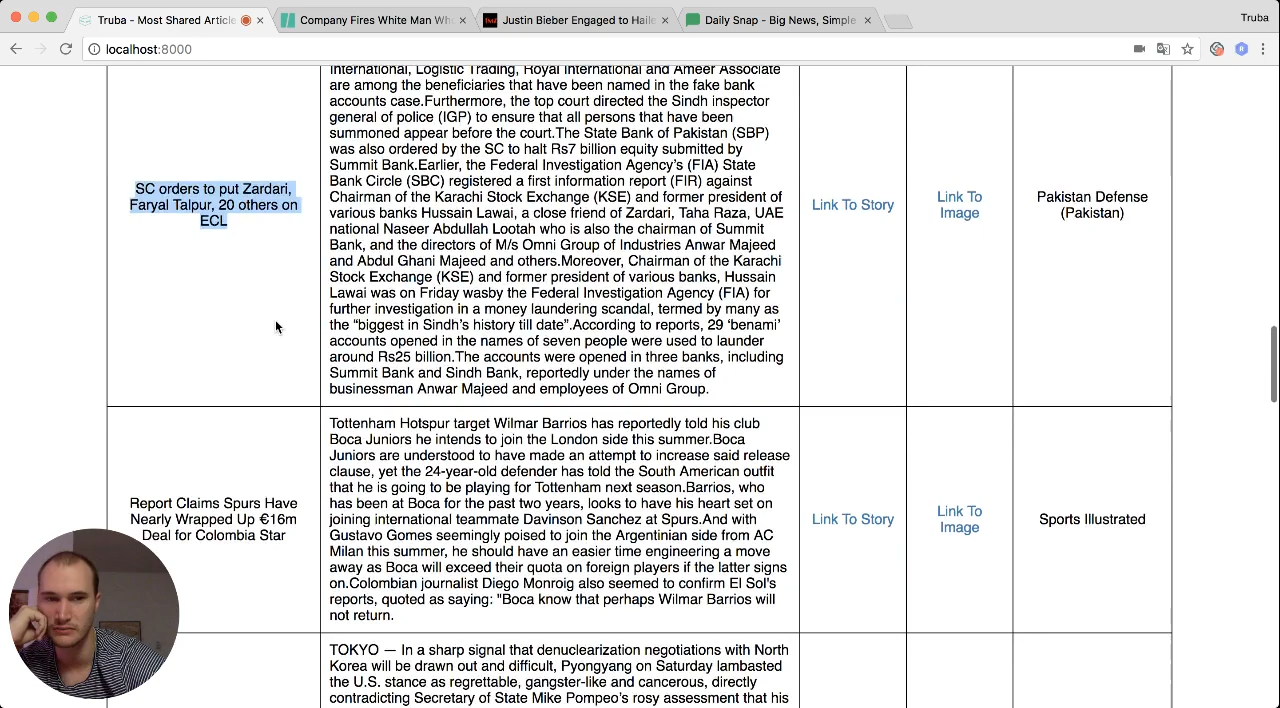 Truba - Most Shared Article
Company Fires White Man Who
Justin Bieber Engaged to Haile
Daily Snap - Big News, Simple
Truba
localhost:8000
SC orders to put Zardari,
Faryal Talpur, 20 others on
ECL
International, Logistic Trading, Royal International and Ameer Associate
are among the beneficiaries that have been named in the fake bank
accounts case.Furthermore, the top court directed the Sindh inspector
general of police (IGP) to ensure that all persons that have been
summoned appear before the court.The State Bank of Pakistan (SBP)
was also ordered by the SC to halt Rs7 billion equity submitted by
Summit Bank.Earlier, the Federal Investigation Agency’s (FIA) State
Bank Circle (SBC) registered a first information report (FIR) against
Chairman of the Karachi Stock Exchange (KSE) and former president of
various banks Hussain Lawai, a close friend of Zardari, Taha Raza, UAE
national Naseer Abdullah Lootah who is also the chairman of Summit
Bank, and the directors of M/s Omni Group of Industries Anwar Majeed
and Abdul Ghani Majeed and others.Moreover, Chairman of the Karachi
Stock Exchange (KSE) and former president of various banks, Hussain
Lawai was on Friday wasby the Federal Investigation Agency (FIA) for
further investigation in a money laundering scandal, termed by many as
the “biggest in Sindh’s history till date”.According to reports, 29 ‘benami’
accounts opened in the names of seven people were used to launder
around Rs25 billion.The accounts were opened in three banks, including
Summit Bank and Sindh Bank, reportedly under the names of
businessman Anwar Majeed and employees of Omni Group.
Link To Story
Link To
Image
Pakistan Defense
(Pakistan)
Report Claims Spurs Have
Nearly Wrapped Up €16m
Deal for Colombia Star
Tottenham Hotspur target Wilmar Barrios has reportedly told his club
Boca Juniors he intends to join the London side this summer.Boca
Juniors are understood to have made an attempt to increase said release
clause, yet the 24-year-old defender has told the South American outfit
that he is going to be playing for Tottenham next season.Barrios, who
has been at Boca for the past two years, looks to have his heart set on
joining international teammate Davinson Sanchez at Spurs.And with
Gustavo Gomes seemingly poised to join the Argentinian side from AC
Milan this summer, he should have an easier time engineering a move
away as Boca will exceed their quota on foreign players if the latter signs
on.Colombian journalist Diego Monroig also seemed to confirm El Sol's
reports, quoted as saying: "Boca know that perhaps Wilmar Barrios will
not return.
Link To Story
Link To
Image
Sports Illustrated
TOKYO — In a sharp signal that denuclearization negotiations with North
Korea will be drawn out and difficult, Pyongyang on Saturday lambasted
the U.S. stance as regrettable, gangster-like and cancerous, directly
contradicting Secretary of State Mike Pompeo’s rosy assessment that his